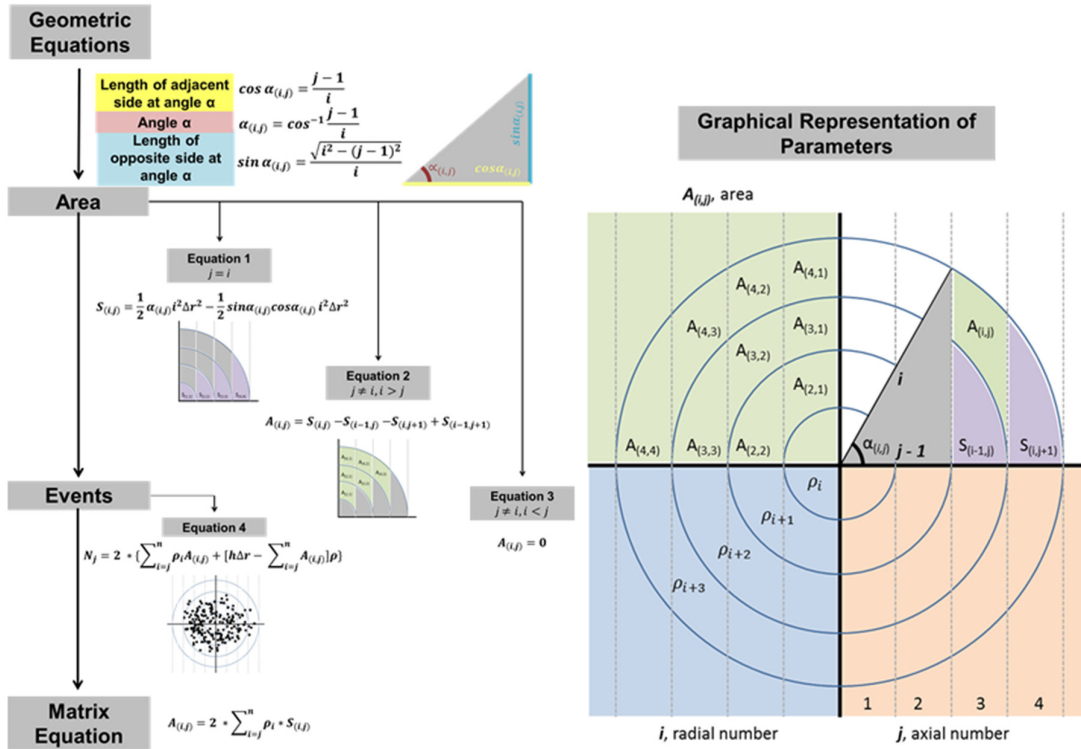 Geometric
Equations
Length of adjacent
side at angle α
cos α(i,j) = (j − 1)/i
Angle α
α(i,j) = cos⁻¹ (j − 1)/i
Length of
opposite side at
angle α
sin α(i,j) = √(i² − (j − 1)²)/i
∝(i,j)
cosα(i,j)
sinα(i,j)
Area
Equation 1
j = i
S(i,j) = 1/2 α(i,j) i²Δr² − 1/2 sinα(i,j)cosα(i,j) i²Δr²
Equation 2
j ≠ i, i > j
A(i,j) = S(i,j) −S(i−1,j) −S(i,j+1) + S(i−1,j+1)
Equation 3
j ≠ i, i < j
A(i,j) = 0
Events
Equation 4
Nj = 2 * {∑ⁿi=j ρiA(i,j) + [hΔr − ∑ⁿi=j A(i,j)]ρ}
Matrix
Equation
A(i,j) = 2 * ∑ⁿi=j ρi * S(i,j)
Graphical Representation of
Parameters
A(i,j), area
A(4,1)
A(4,2)
A(4,3)
A(3,1)
A(3,2)
A(2,1)
A(4,4)
A(3,3)
A(2,2)
A(i,j)
i
α(i,j)
j - 1
S(i-1,j)
S(i,j+1)
ρi
ρi+1
ρi+2
ρi+3
1 2 3 4
i, radial number
j, axial number